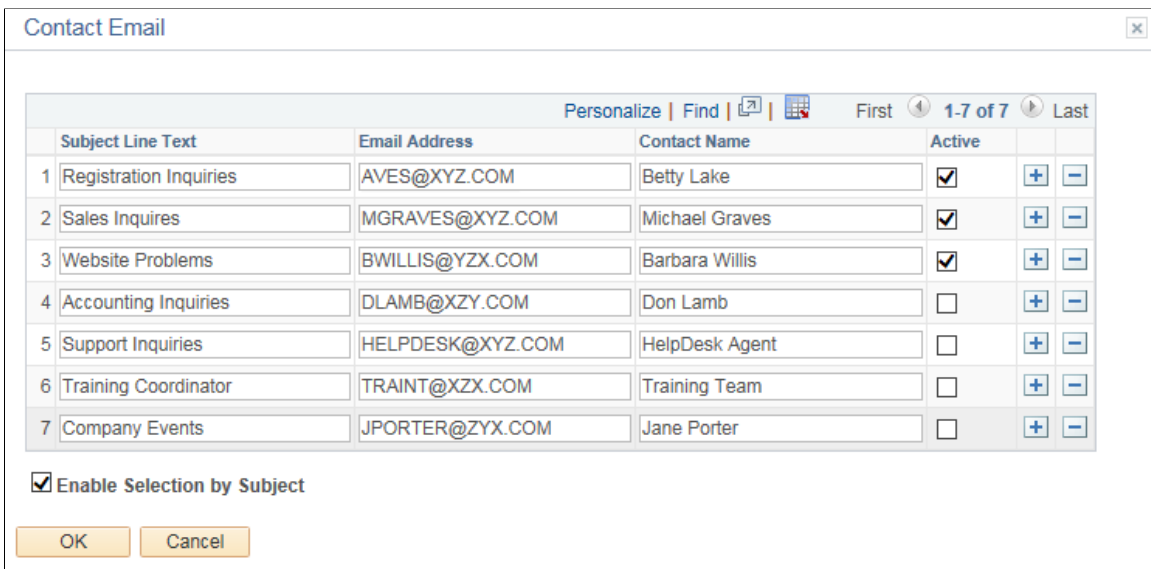 Contact Email
Personalize | Find | | First 1-7 of 7 Last
Subject Line Text Email Address Contact Name Active
1 Registration Inquiries AVES@XYZ.COM Betty Lake
2 Sales Inquires MGRAVES@XYZ.COM Michael Graves
3 Website Problems BWILLIS@YZX.COM Barbara Willis
4 Accounting Inquiries DLAMB@XZY.COM Don Lamb
5 Support Inquiries HELPDESK@XYZ.COM HelpDesk Agent
6 Training Coordinator TRAINT@XZX.COM Training Team
7 Company Events JPORTER@ZYX.COM Jane Porter
Enable Selection by Subject
OK Cancel